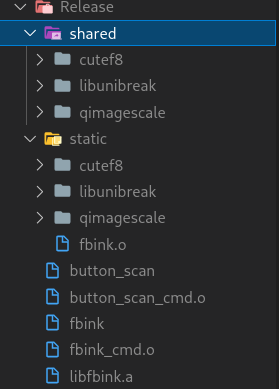 Release
shared
cutef8
libunibreak
qimagescale
static
cutef8
libunibreak
qimagescale
fbink.o
button_scan
button_scan_cmd.o
fbink
fbink_cmd.o
libfbink.a